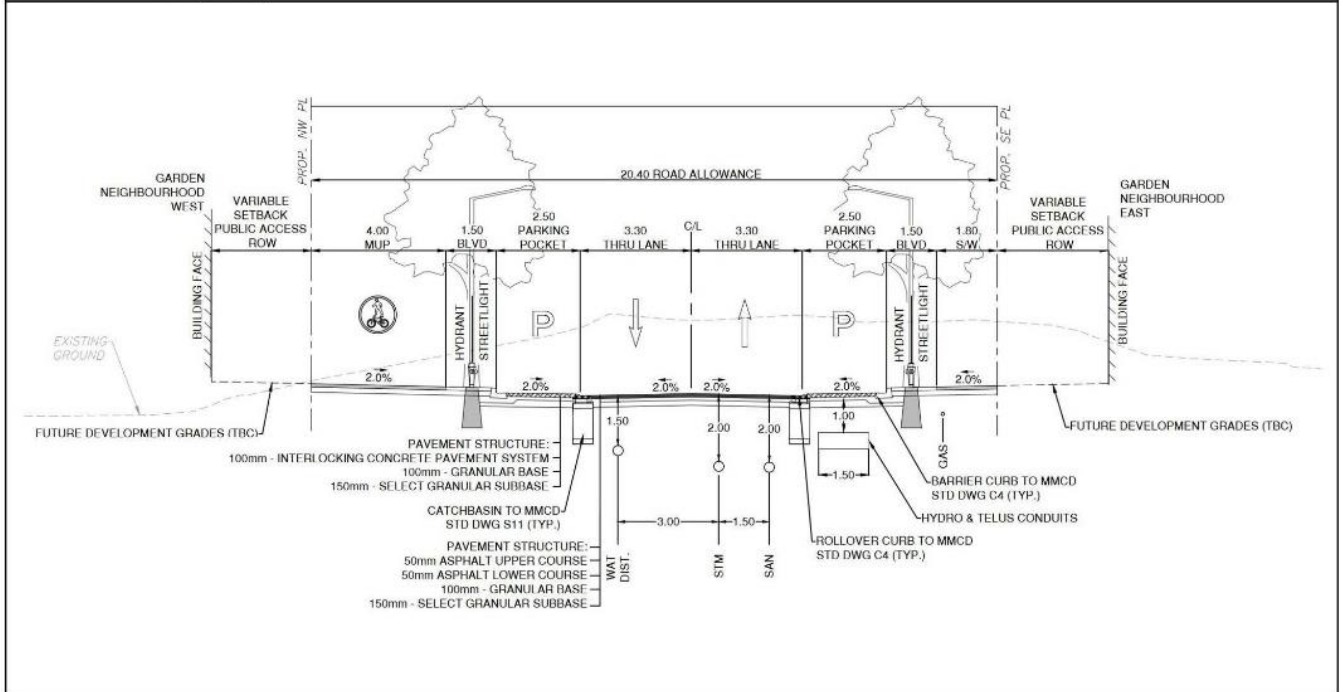 PROP. NW PL
PROP. SE PL
20.40 ROAD ALLOWANCE
GARDEN
NEIGHBOURHOOD
WEST
VARIABLE
SETBACK
PUBLIC ACCESS
ROW
4.00
MUP
1.50
BLVD
2.50
PARKING
POCKET
3.30
THRU LANE
C/L
3.30
THRU LANE
2.50
PARKING
POCKET
1.50
BLVD
1.80
S/W
VARIABLE
SETBACK
PUBLIC ACCESS
ROW
GARDEN
NEIGHBOURHOOD
EAST
BUILDING FACE
HYDRANT
STREETLIGHT
P
P
HYDRANT
STREETLIGHT
BUILDING FACE
EXISTING
GROUND
2.0%
2.0%
2.0%
2.0%
2.0%
2.0%
FUTURE DEVELOPMENT GRADES (TBC)
1.50
2.00
2.00
1.00
1.50
GAS
FUTURE DEVELOPMENT GRADES (TBC)
PAVEMENT STRUCTURE:
100mm - INTERLOCKING CONCRETE PAVEMENT SYSTEM
100mm - GRANULAR BASE
150mm - SELECT GRANULAR SUBBASE
BARRIER CURB TO MMCD
STD DWG C4 (TYP.)
CATCHBASIN TO MMCD
STD DWG S11 (TYP.)
3.00
1.50
HYDRO & TELUS CONDUITS
ROLLOVER CURB TO MMCD
STD DWG C4 (TYP.)
PAVEMENT STRUCTURE:
50mm ASPHALT UPPER COURSE
50mm ASPHALT LOWER COURSE
100mm - GRANULAR BASE
150mm - SELECT GRANULAR SUBBASE
WAT
DIST.
STM
SAN